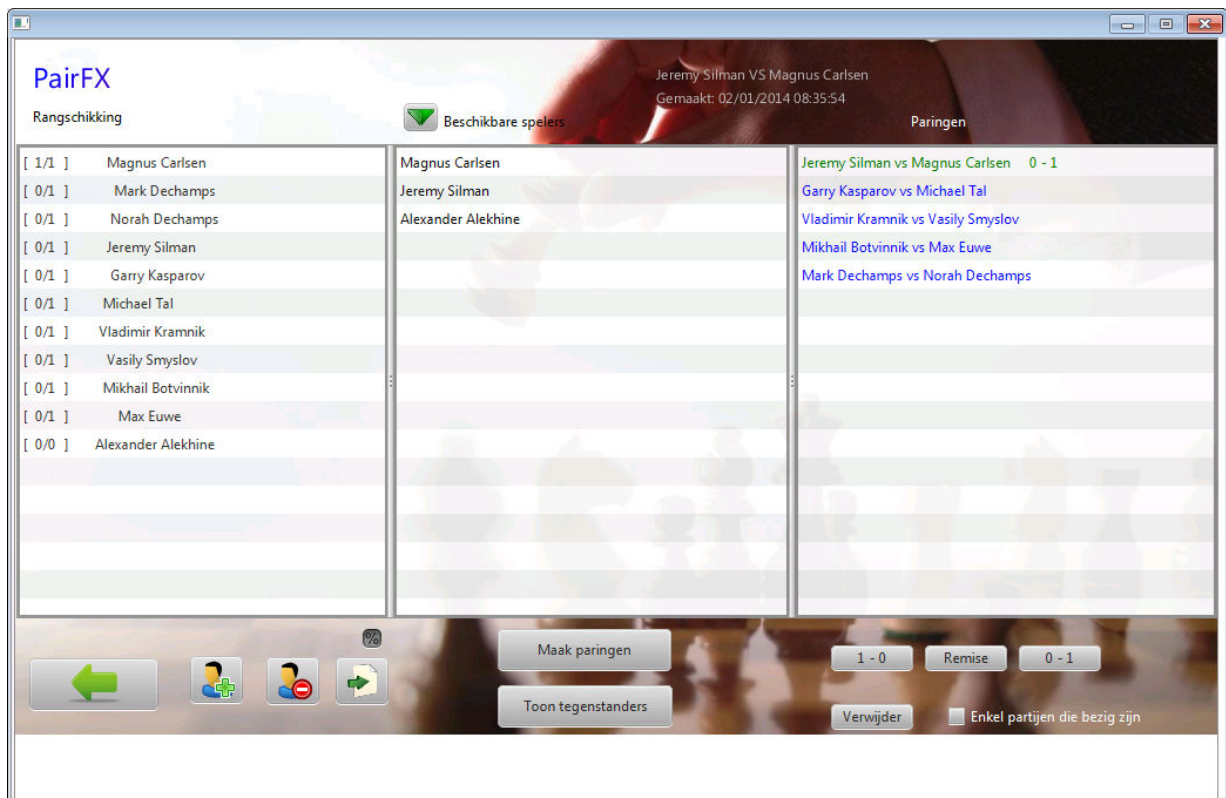 PairFX
Jeremy Silman VS Magnus Carlsen
Gemaakt: 02/01/2014 08:35:54
Rangschikking
Beschikbare spelers
Paringen
[ 1/1 ] Magnus Carlsen
[ 0/1 ] Mark Dechamps
[ 0/1 ] Norah Dechamps
[ 0/1 ] Jeremy Silman
[ 0/1 ] Garry Kasparov
[ 0/1 ] Michael Tal
[ 0/1 ] Vladimir Kramnik
[ 0/1 ] Vasily Smyslov
[ 0/1 ] Mikhail Botvinnik
[ 0/1 ] Max Euwe
[ 0/0 ] Alexander Alekhine
Magnus Carlsen
Jeremy Silman
Alexander Alekhine
Jeremy Silman vs Magnus Carlsen 0 - 1
Garry Kasparov vs Michael Tal
Vladimir Kramnik vs Vasily Smyslov
Mikhail Botvinnik vs Max Euwe
Mark Dechamps vs Norah Dechamps
%
Maak paringen
Toon tegenstanders
1 - 0
Remise
0 - 1
Verwijder
Enkel partijen die bezig zijn